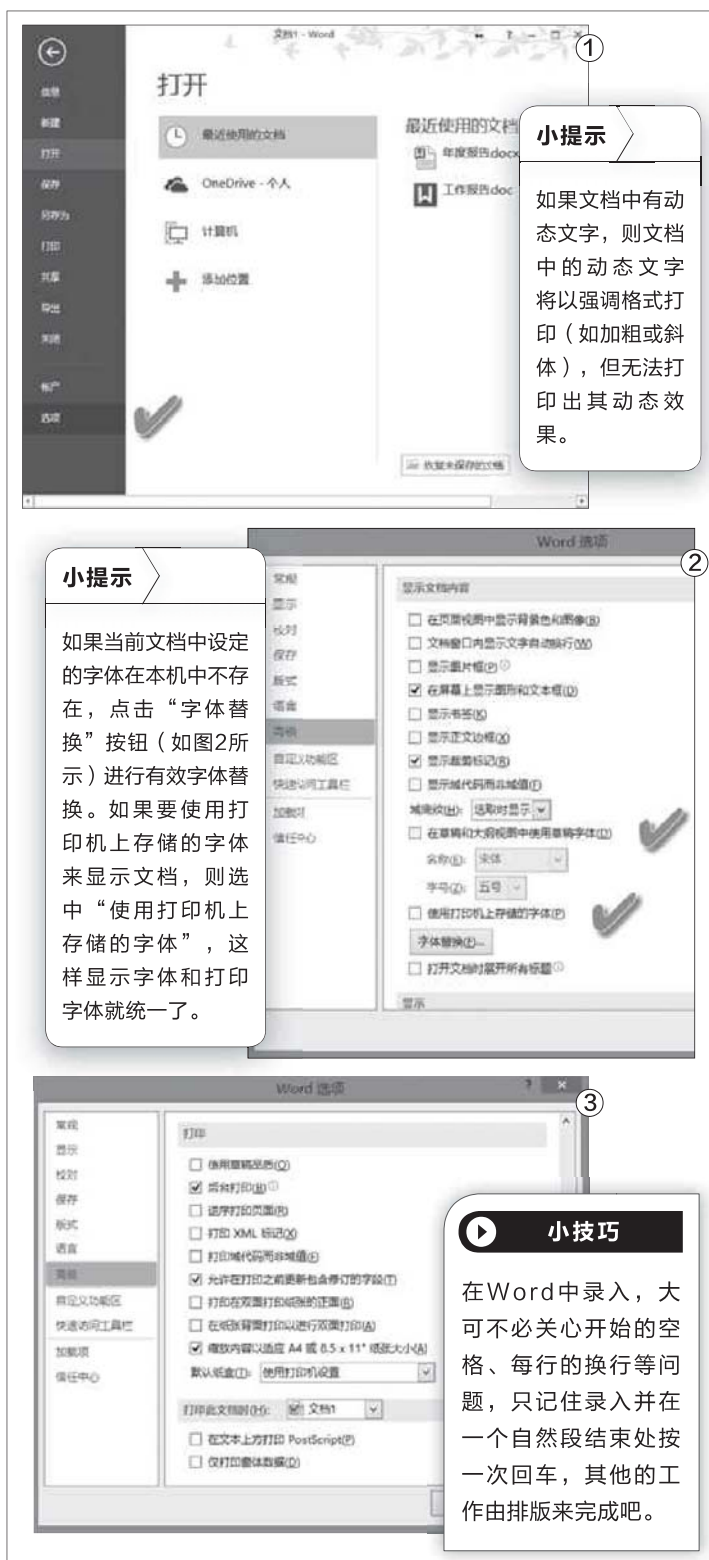 文档1 - Word
①
打开
信息
新建
打开
保存
另存为
打印
共享
导出
关闭
帐户
选项
最近使用的文档
OneDrive - 个人
计算机
添加位置
最近使用的文档
年度报告docx
工作报告doc
恢复未保存的文档
小提示
如果文档中有动
态文字，则文档
中的动态文字
将以强调格式打
印（如加粗或斜
体），但无法打
印出其动态效
果。
小提示
如果当前文档中设定
的字体在本机中不存
在，点击“字体替
换”按钮（如图2所
示）进行有效字体替
换。如果要使用打
印机上存储的字体
来显示文档，则选
中“使用打印机上
存储的字体”，这
样显示字体和打印
字体就统一了。
Word 选项
②
常规
显示
校对
保存
版式
语言
高级
自定义功能区
快速访问工具栏
加载项
信任中心
显示文档内容
在页面视图中显示背景色和图像(B)
文档窗口内显示文字自动换行(W)
显示图片框(P)
在屏幕上显示图形和文本框(D)
显示书签(K)
显示正文边框(X)
显示裁剪标记(R)
显示域代码而非域值(F)
域底纹(H): 选取时显示
在草稿和大纲视图中使用草稿字体(D)
名称(E): 宋体
字号(Z): 五号
使用打印机上存储的字体(P)
字体替换(F)...
打开文档时展开所有标题
显示
Word 选项
③
常规
显示
校对
保存
版式
语言
高级
自定义功能区
快速访问工具栏
加载项
信任中心
打印
使用草稿品质(Q)
后台打印(B)
逆序打印页面(R)
打印 XML 标记(X)
打印域代码而非域值(F)
允许在打印之前更新包含修订的字段(T)
打印在双面打印纸张的正面(R)
在纸张背面打印以进行双面打印(A)
缩放内容以适应 A4 或 8.5 x 11" 纸张大小(A)
默认纸盒(T): 使用打印机设置
打印此文档时(H): 文档1
在文本上方打印 PostScript(P)
仅打印窗体数据(D)
小技巧
在Word中录入，大
可不必关心开始的空
格、每行的换行等问
题，只记住录入并在
一个自然段结束处按
一次回车，其他的工
作由排版来完成吧。